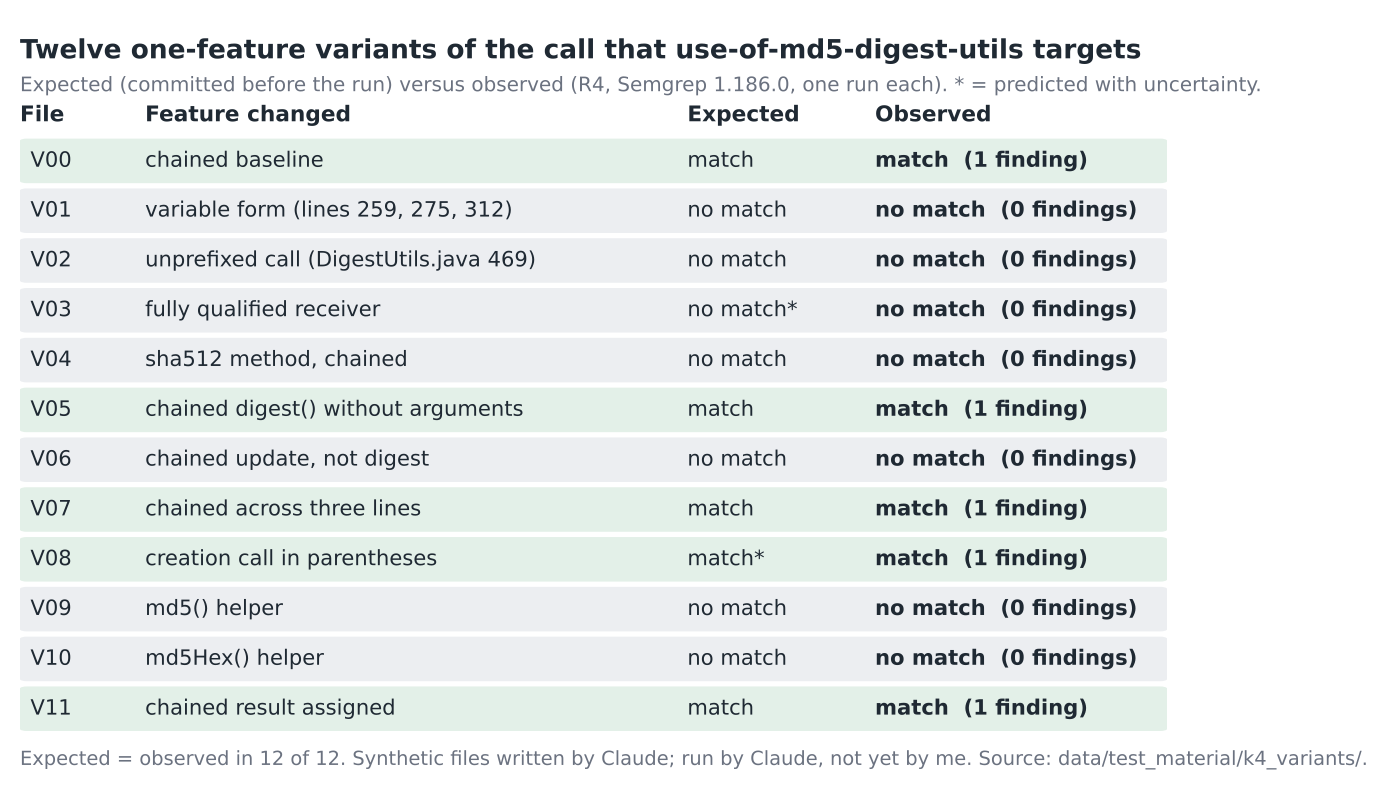 Twelve one-feature variants of the call that use-of-md5-digest-utils targets
Expected (committed before the run) versus observed (R4, Semgrep 1.186.0, one run each). * = predicted with uncertainty.
File Feature changed Expected Observed
V00 chained baseline match match (1 finding)
V01 variable form (lines 259, 275, 312) no match no match (0 findings)
V02 unprefixed call (DigestUtils.java 469) no match no match (0 findings)
V03 fully qualified receiver no match* no match (0 findings)
V04 sha512 method, chained no match no match (0 findings)
V05 chained digest() without arguments match match (1 finding)
V06 chained update, not digest no match no match (0 findings)
V07 chained across three lines match match (1 finding)
V08 creation call in parentheses match* match (1 finding)
V09 md5() helper no match no match (0 findings)
V10 md5Hex() helper no match no match (0 findings)
V11 chained result assigned match match (1 finding)
Expected = observed in 12 of 12. Synthetic files written by Claude; run by Claude, not yet by me. Source: data/test_material/k4_variants/.